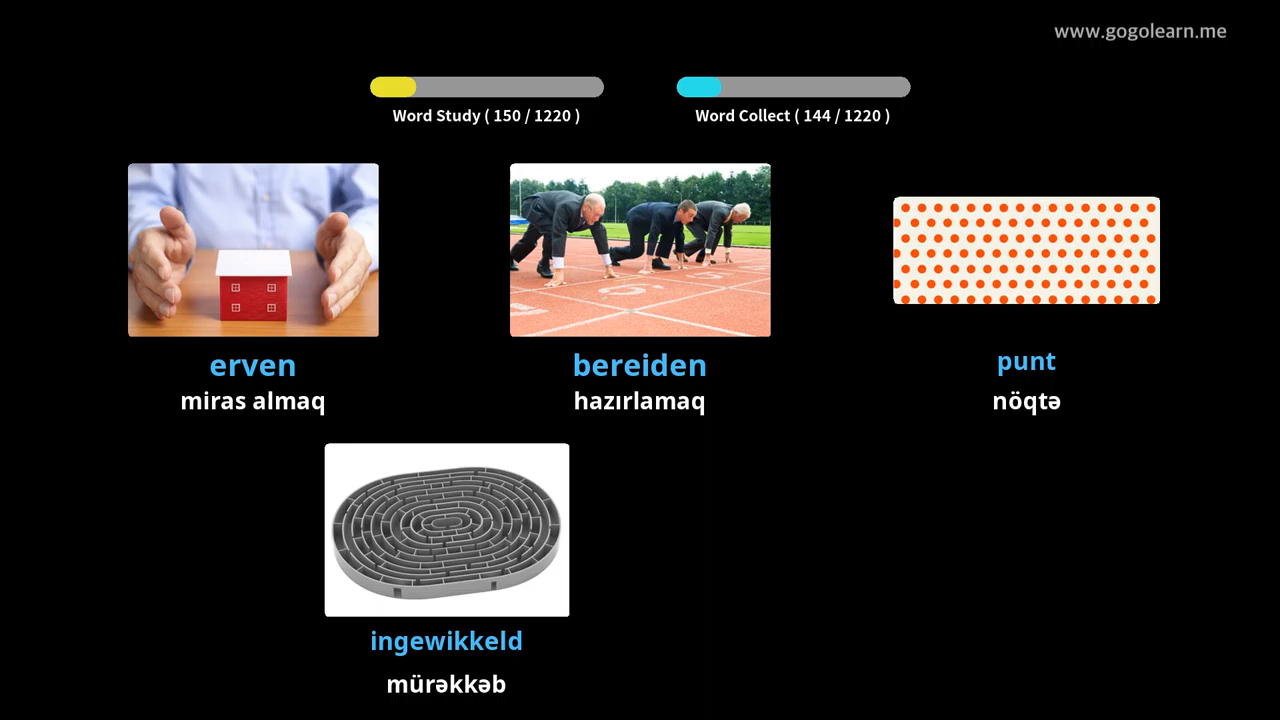 www.gogolearn.me
Word Study ( 150 / 1220 )
Word Collect ( 144 / 1220 )
erven
miras almaq
bereiden
hazırlamaq
punt
nöqtə
ingewikkeld
mürəkkəb